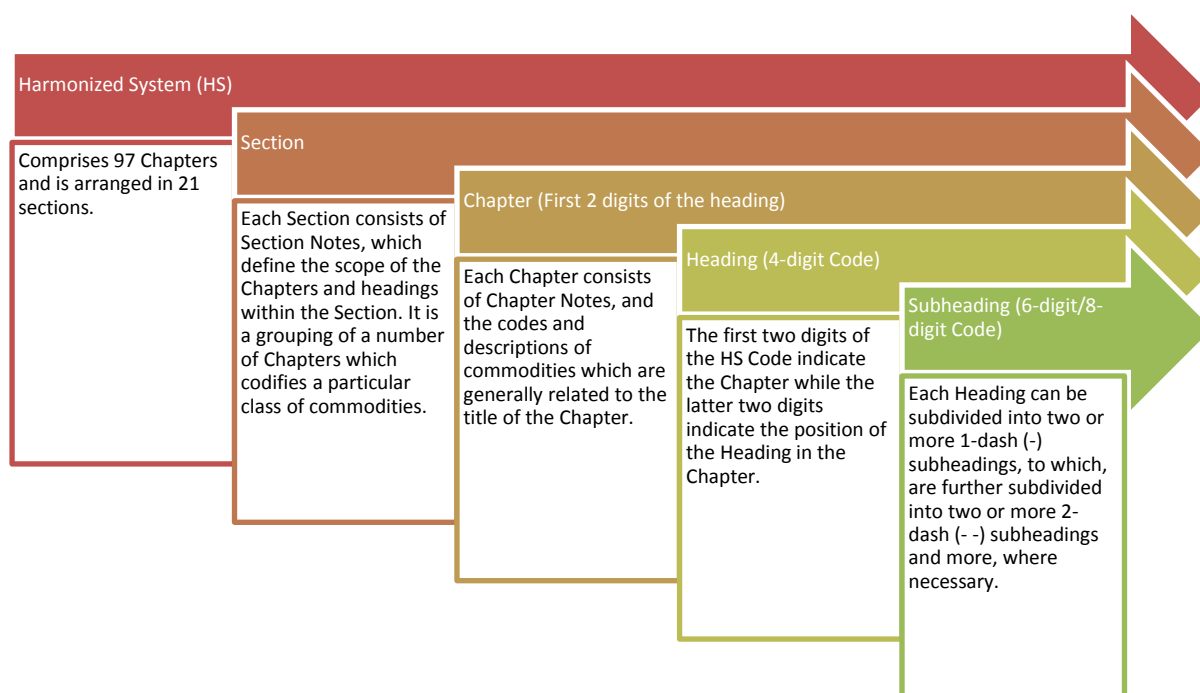 Harmonized System (HS)
Comprises 97 Chapters
and is arranged in 21
sections.
Section
Each Section consists of
Section Notes, which
define the scope of the
Chapters and headings
within the Section. It is
a grouping of a number
of Chapters which
codifies a particular
class of commodities.
Chapter (First 2 digits of the heading)
Each Chapter consists
of Chapter Notes, and
the codes and
descriptions of
commodities which are
generally related to the
title of the Chapter.
Heading (4-digit Code)
The first two digits of
the HS Code indicate
the Chapter while the
latter two digits
indicate the position of
the Heading in the
Chapter.
Subheading (6-digit/8-
digit Code)
Each Heading can be
subdivided into two or
more 1-dash (-)
subheadings, to which,
are further subdivided
into two or more 2-
dash (- -) subheadings
and more, where
necessary.